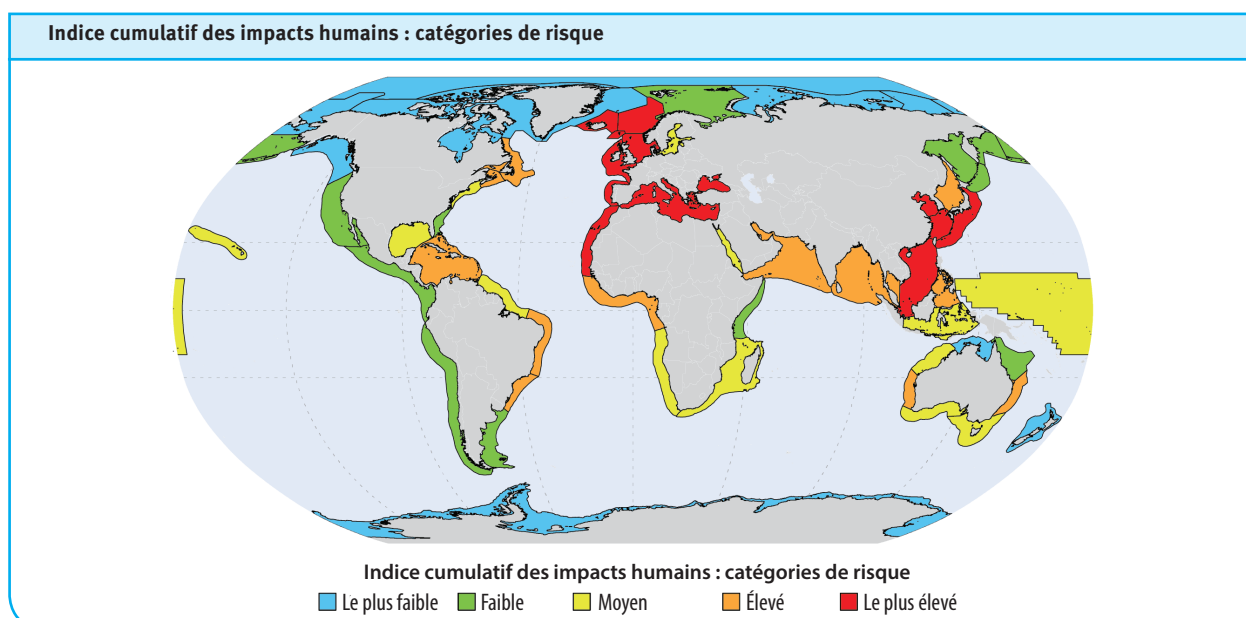 Indice cumulatif des impacts humains : catégories de risque
Indice cumulatif des impacts humains : catégories de risque
Le plus faible Faible Moyen Élevé Le plus élevé